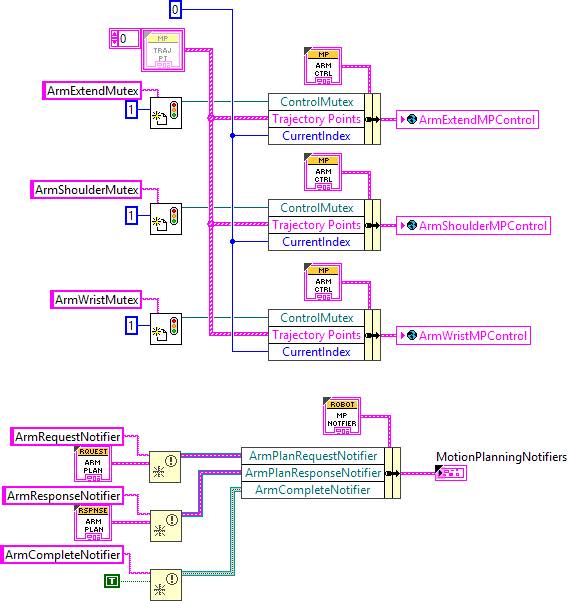 0
0
MP
TRAJ
PT
MP
ARM
CTRL
ArmExtendMutex
1
ControlMutex
Trajectory Points
CurrentIndex
ArmExtendMPControl
MP
ARM
CTRL
ArmShoulderMutex
1
ControlMutex
Trajectory Points
CurrentIndex
ArmShoulderMPControl
MP
ARM
CTRL
ArmWristMutex
1
ControlMutex
Trajectory Points
CurrentIndex
ArmWristMPControl
ROBOT
MP
NOTFIER
ArmRequestNotifier
RQUEST
ARM
PLAN
ArmPlanRequestNotifier
ArmPlanResponseNotifier
ArmCompleteNotifier
MotionPlanningNotifiers
ArmResponseNotifier
RSPNSE
ARM
PLAN
ArmCompleteNotifier
T